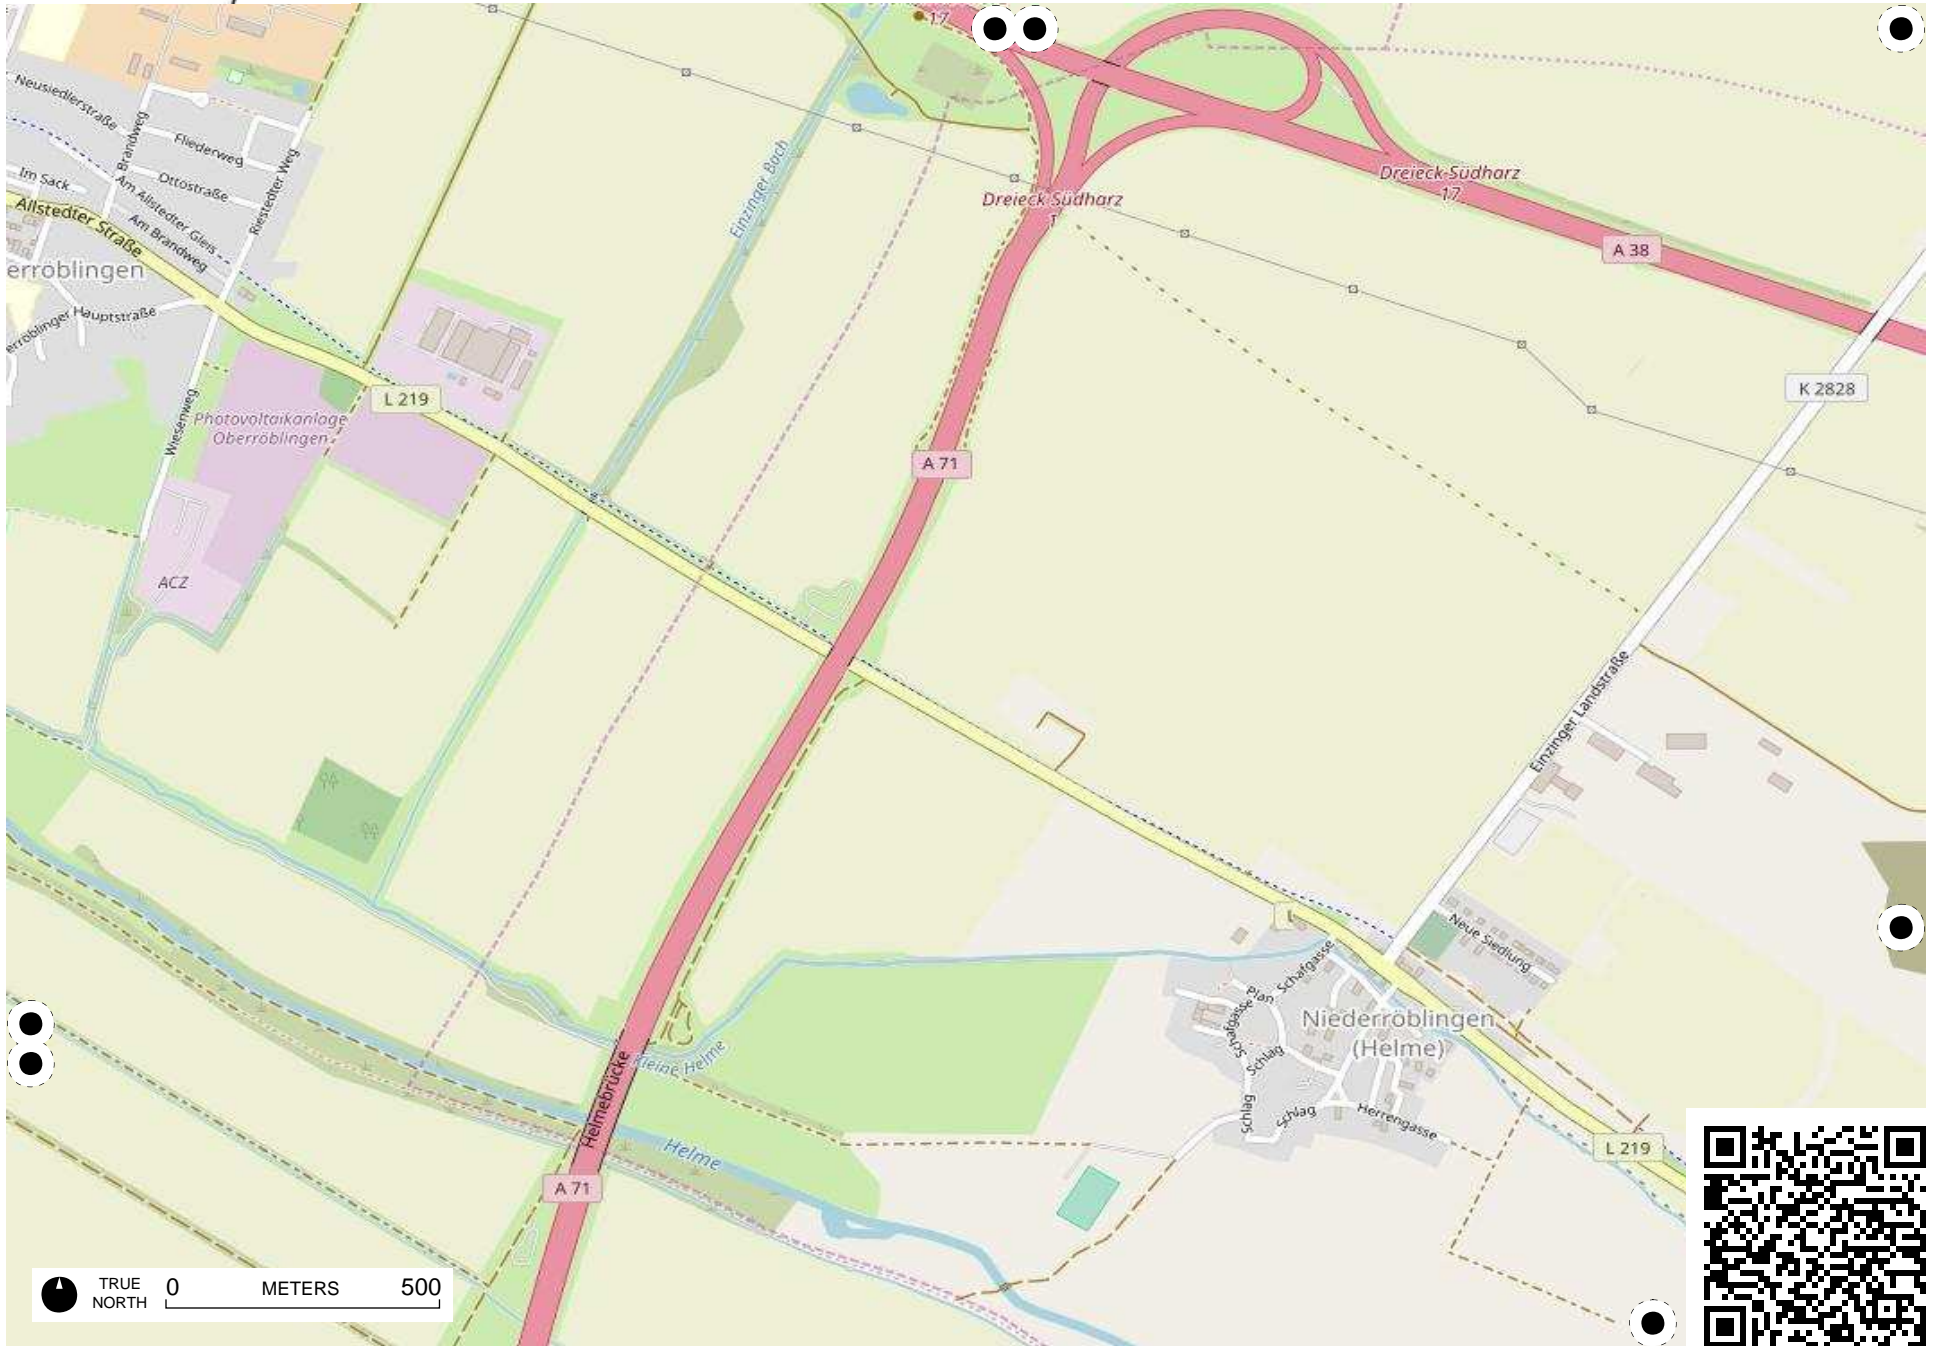 17
Neusiedlerstraße
Brandweg
Fliederweg
Im Sack
Ottostraße
Riestedter Weg
Am Allstedter Gleis
Am Brandweg
Allstedter Straße
erröblingen
erröblinger Hauptstraße
Wiesenweg
Einzinger Bach
Dreieck Südharz
1
Dreieck Südharz
17
A 38
K 2828
L 219
Photovoltaikanlage
Oberröblingen
A 71
ACZ
Einzinger Landstraße
L
Neue Siedlung
Schafgasse
Plan
Schafgasse
Schlag
Niederröblingen
(Helme)
Schlag
Schlag
Herrengasse
L 219
Kleine Helme
Helmebrücke
Helme
A 71
TRUE
NORTH
0 METERS 500